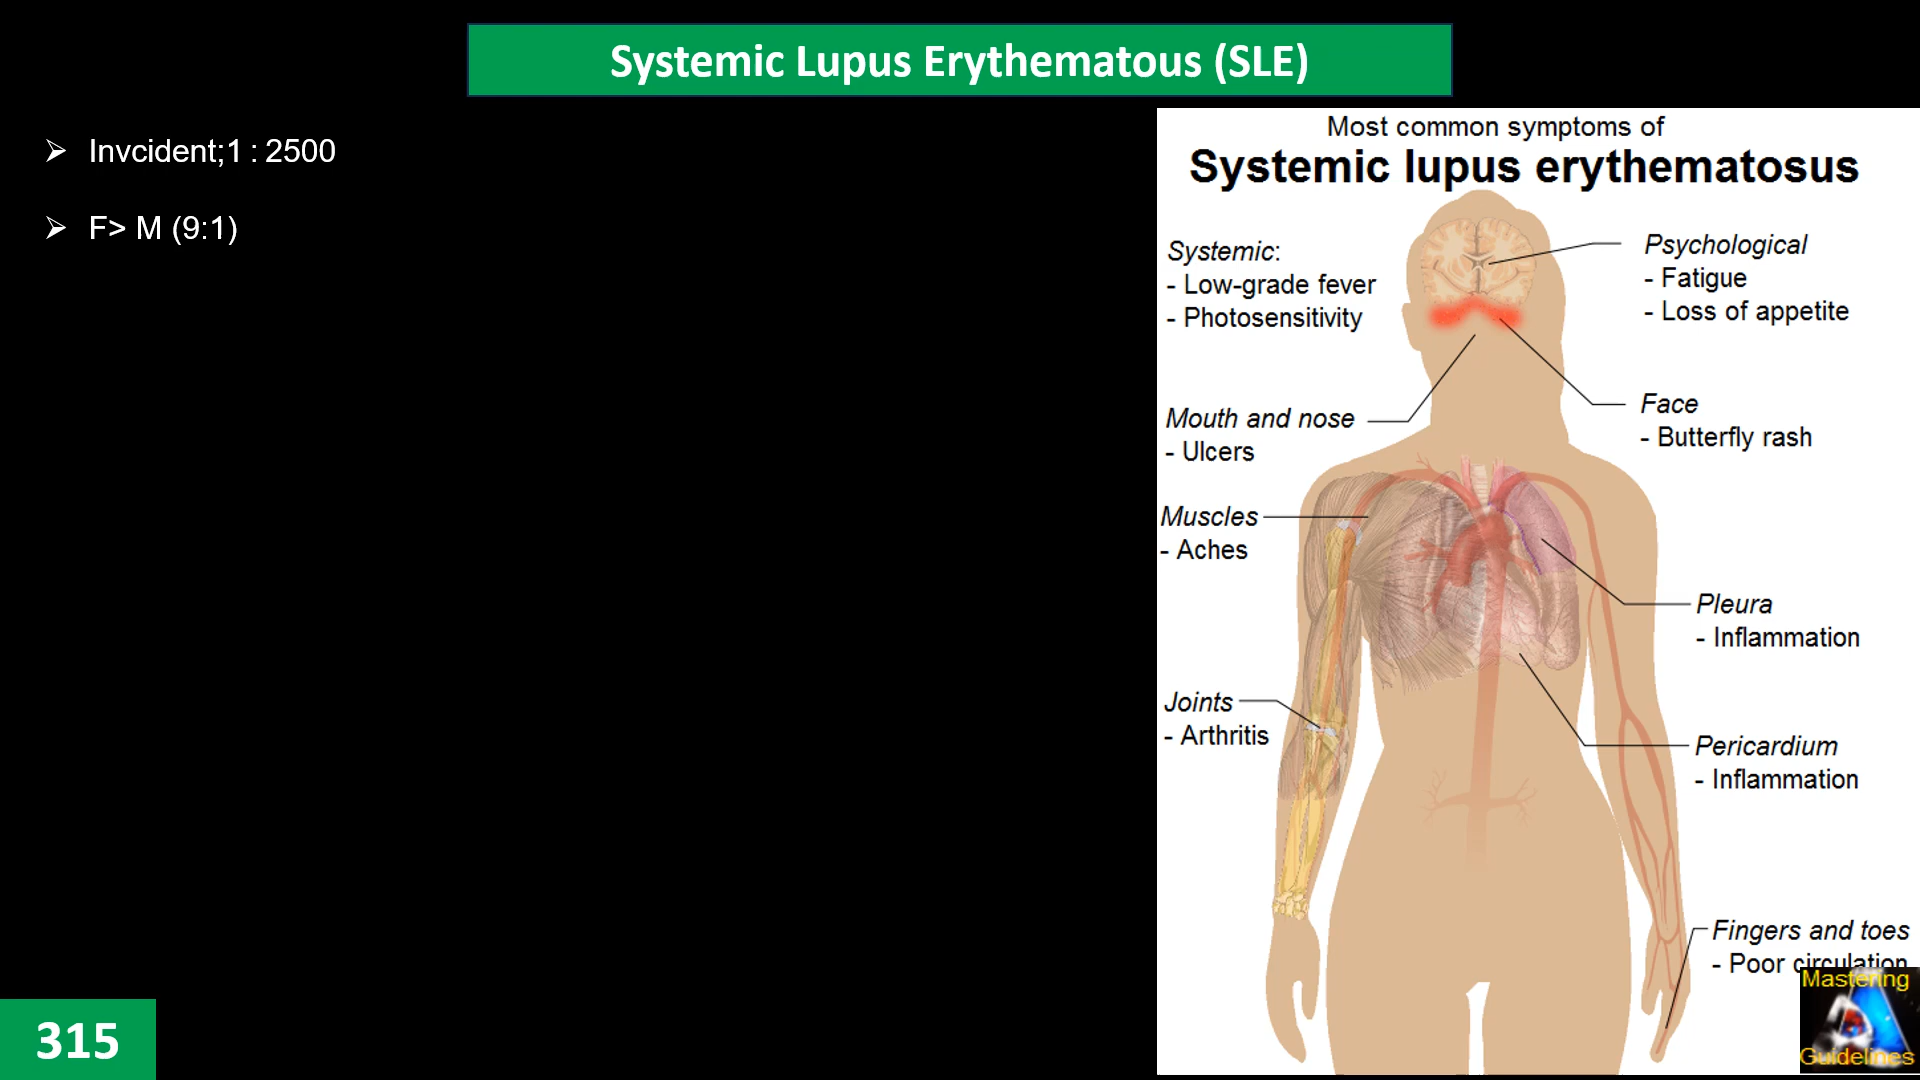 Systemic Lupus Erythematous (SLE)
➢ Invcident;1 : 2500
➢ F> M (9:1)
Most common symptoms of
Systemic lupus erythematosus
Systemic:
- Low-grade fever
- Photosensitivity
Psychological
- Fatigue
- Loss of appetite
Mouth and nose
- Ulcers
Face
- Butterfly rash
Muscles
- Aches
Pleura
- Inflammation
Joints
- Arthritis
Pericardium
- Inflammation
Fingers and toes
- Poor circulation
Mastering
Guidelines
315